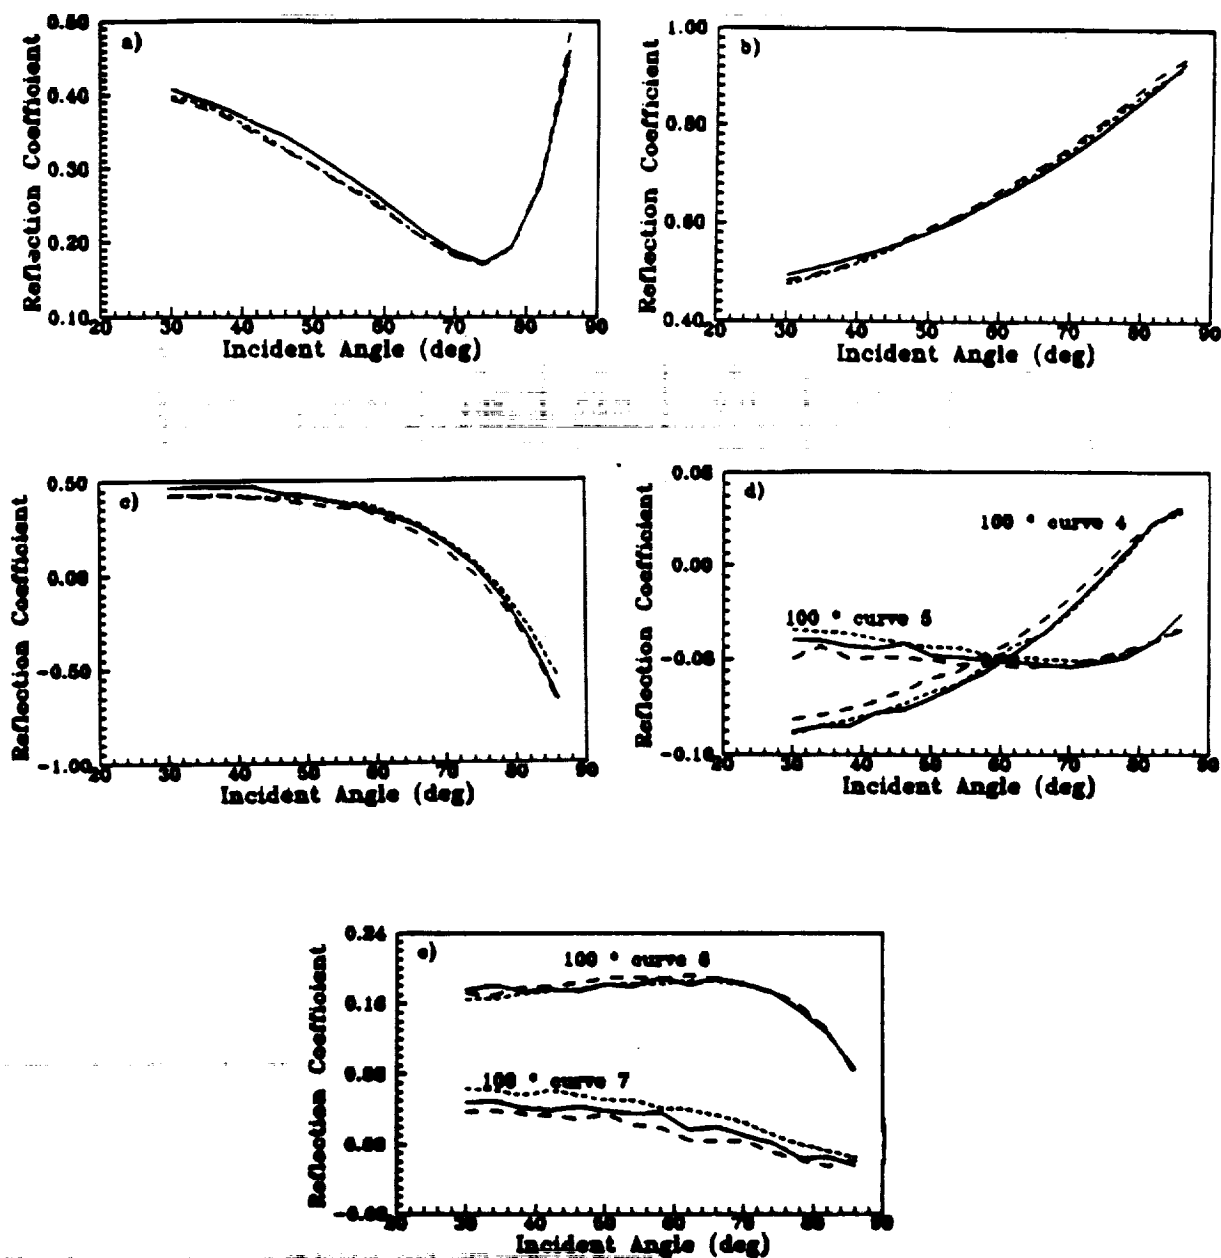 a)
Reflection Coefficient
0.50
0.40
0.30
0.20
0.10
20 30 40 50 60 70 80 90
Incident Angle (deg)
b)
Reflection Coefficient
1.00
0.80
0.60
0.40
20 30 40 50 60 70 80 90
Incident Angle (deg)
c)
Reflection Coefficient
0.50
0.00
-0.50
-1.00
20 30 40 50 60 70 80 90
Incident Angle (deg)
d)
Reflection Coefficient
0.05
0.00
-0.05
-0.10
100 * curve 4
100 * curve 5
20 30 40 50 60 70 80 90
Incident Angle (deg)
e)
Reflection Coefficient
0.24
0.16
0.08
0.00
-0.08
100 * curve 6
100 * curve 7
20 30 40 50 60 70 80 90
Incident Angle (deg)